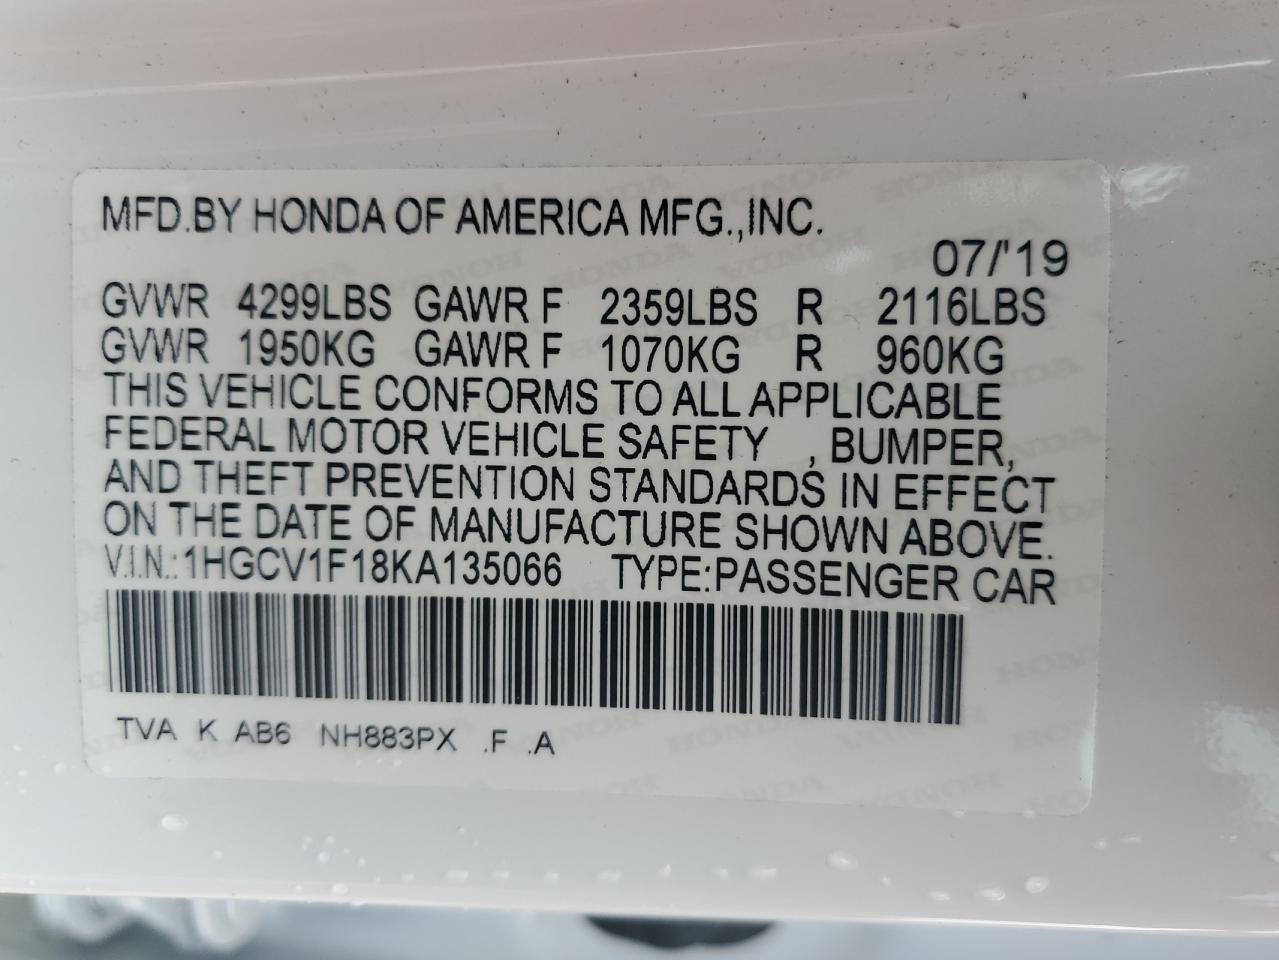 MFD.BY HONDA OF AMERICA MFG.,INC.
07/'19
GVWR 4299LBS GAWR F 2359LBS R 2116LBS
GVWR 1950KG GAWR F 1070KG R 960KG
THIS VEHICLE CONFORMS TO ALL APPLICABLE
FEDERAL MOTOR VEHICLE SAFETY , BUMPER,
AND THEFT PREVENTION STANDARDS IN EFFECT
ON THE DATE OF MANUFACTURE SHOWN ABOVE.
V.I.N.:1HGCV1F18KA135066 TYPE:PASSENGER CAR
TVA K AB6 NH883PX .F .A